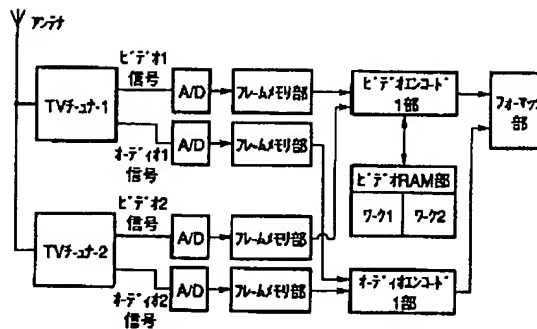 アンテナ
ビデオ1
信号
TVチューナ-1
A/D
フレームメモリ部
ビデオエンコード
1部
フォーマット
部
オーディオ1
信号
A/D
フレームメモリ部
ビデオRAM部
ワーク1
ワーク2
ビデオ2
信号
TVチューナ-2
A/D
フレームメモリ部
オーディオ2
信号
A/D
フレームメモリ部
オーディオエンコード
1部